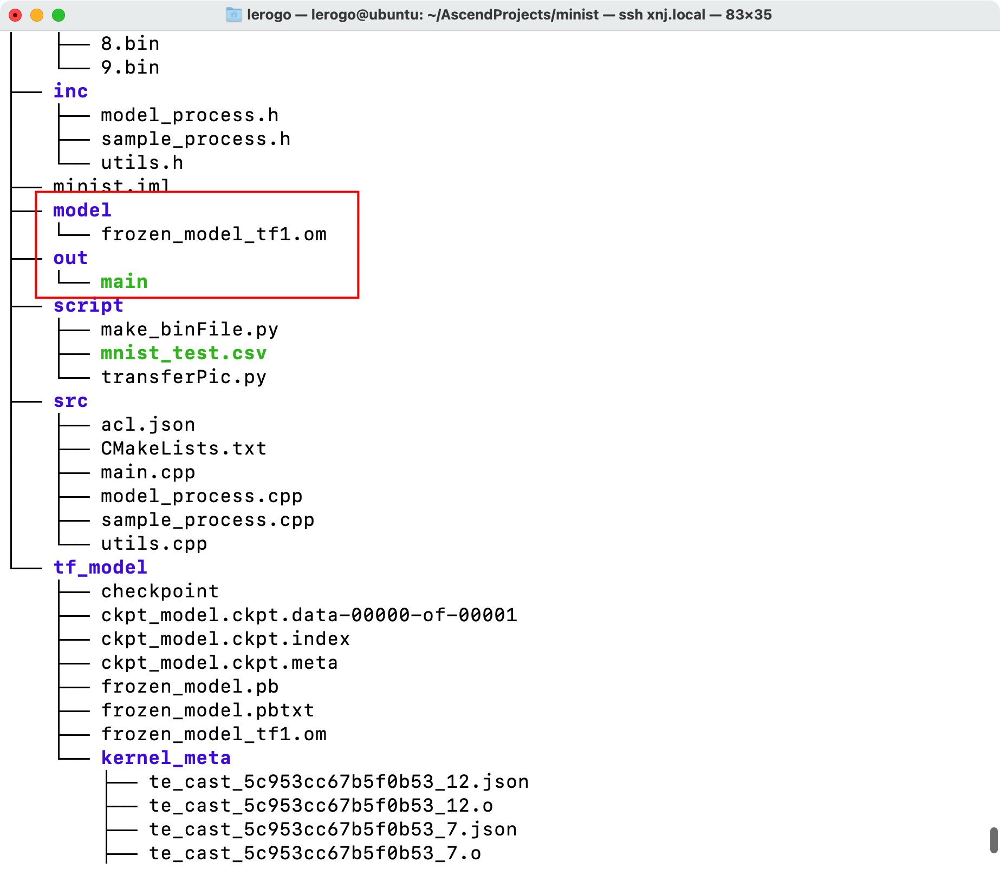 lerogo — lerogo@ubuntu: ~/AscendProjects/minist — ssh xnj.local — 83×35
├── 8.bin
└── 9.bin
├── inc
├── model_process.h
├── sample_process.h
└── utils.h
├── minist.iml
├── model
└── frozen_model_tf1.om
├── out
└── main
├── script
├── make_binFile.py
├── mnist_test.csv
└── transferPic.py
├── src
├── acl.json
├── CMakeLists.txt
├── main.cpp
├── model_process.cpp
├── sample_process.cpp
└── utils.cpp
└── tf_model
├── checkpoint
├── ckpt_model.ckpt.data-00000-of-00001
├── ckpt_model.ckpt.index
├── ckpt_model.ckpt.meta
├── frozen_model.pb
├── frozen_model.pbtxt
├── frozen_model_tf1.om
└── kernel_meta
├── te_cast_5c953cc67b5f0b53_12.json
├── te_cast_5c953cc67b5f0b53_12.o
├── te_cast_5c953cc67b5f0b53_7.json
├── te_cast_5c953cc67b5f0b53_7.o